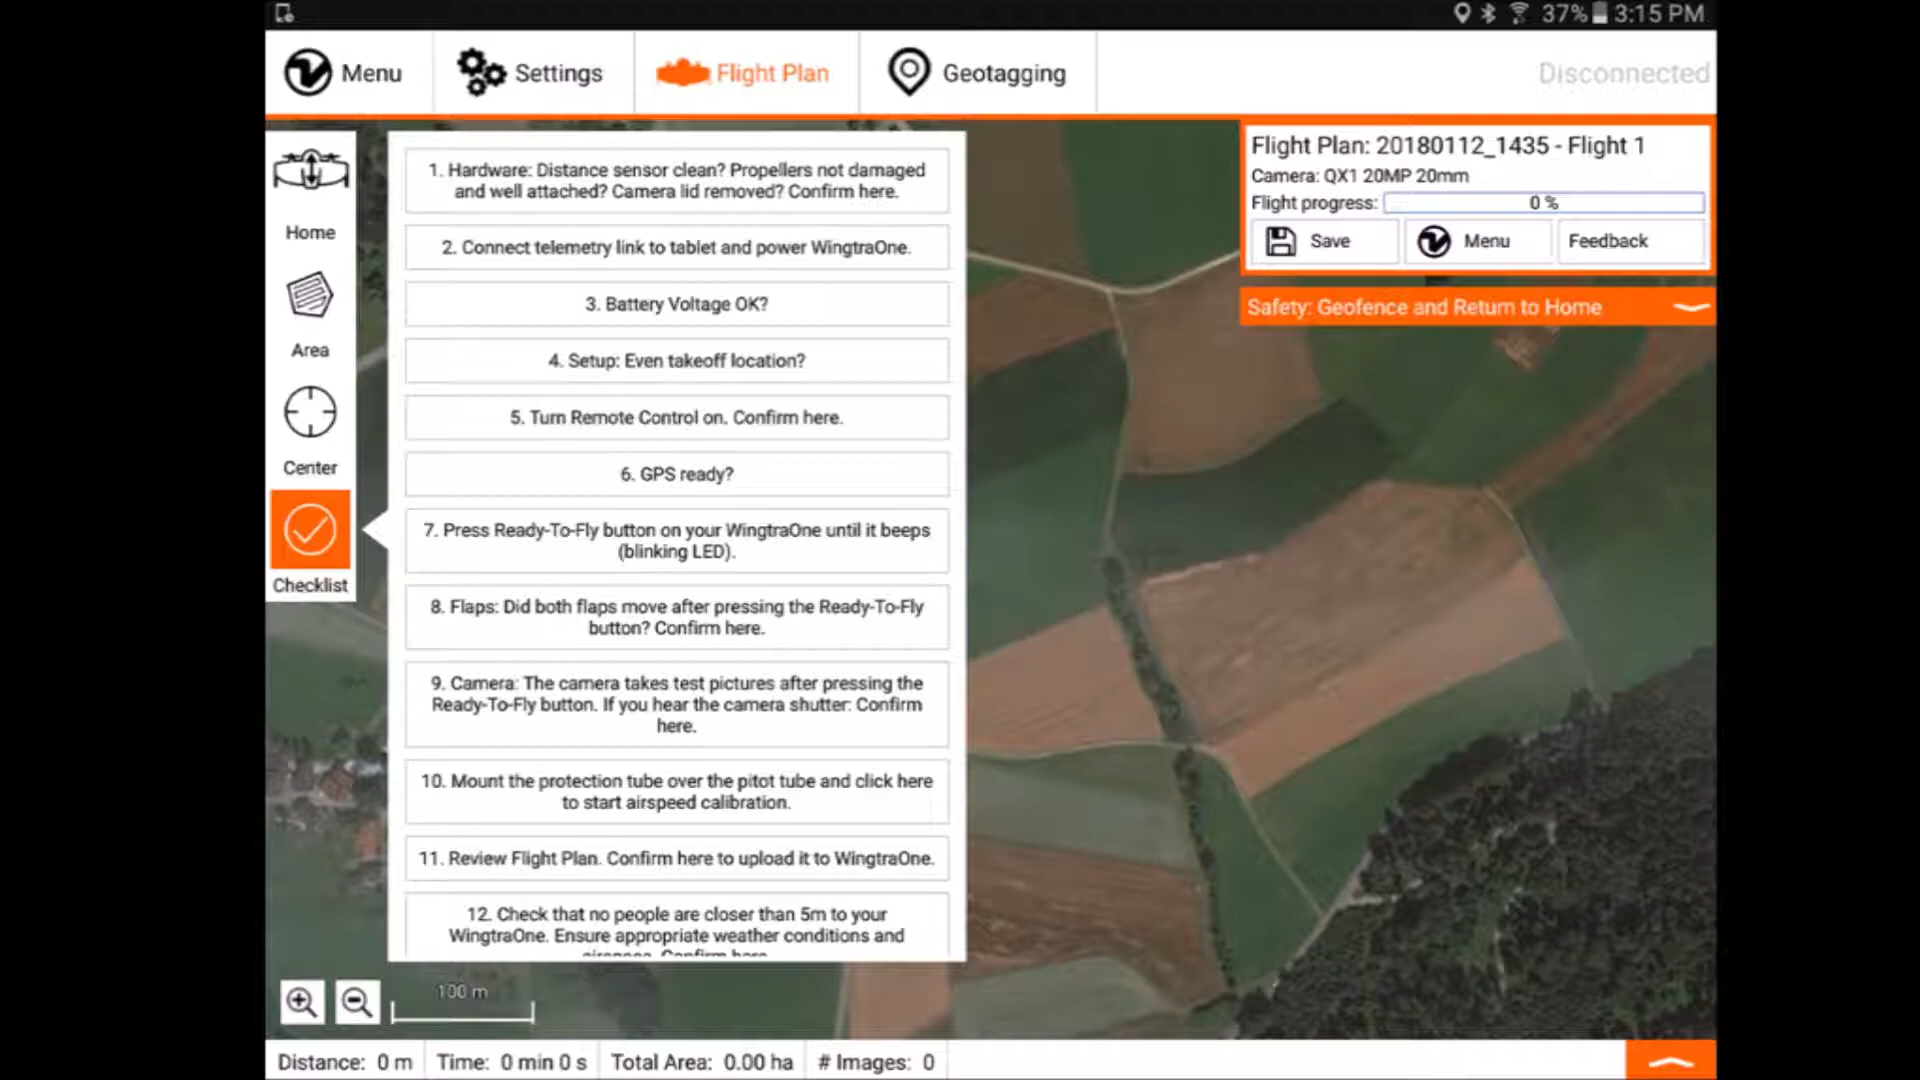 37% 3:15 PM
Menu
Settings
Flight Plan
Geotagging
Disconnected
Home
Area
Center
Checklist
1. Hardware: Distance sensor clean? Propellers not damaged
and well attached? Camera lid removed? Confirm here.
2. Connect telemetry link to tablet and power WingtraOne.
3. Battery Voltage OK?
4. Setup: Even takeoff location?
5. Turn Remote Control on. Confirm here.
6. GPS ready?
7. Press Ready-To-Fly button on your WingtraOne until it beeps
(blinking LED).
8. Flaps: Did both flaps move after pressing the Ready-To-Fly
button? Confirm here.
9. Camera: The camera takes test pictures after pressing the
Ready-To-Fly button. If you hear the camera shutter: Confirm
here.
10. Mount the protection tube over the pitot tube and click here
to start airspeed calibration.
11. Review Flight Plan. Confirm here to upload it to WingtraOne.
12. Check that no people are closer than 5m to your
WingtraOne. Ensure appropriate weather conditions and
airspace. Confirm here.
Flight Plan: 20180112_1435 - Flight 1
Camera: QX1 20MP 20mm
Flight progress: 0 %
Save
Menu
Feedback
Safety: Geofence and Return to Home
100 m
Distance: 0 m
Time: 0 min 0 s
Total Area: 0.00 ha
# Images: 0